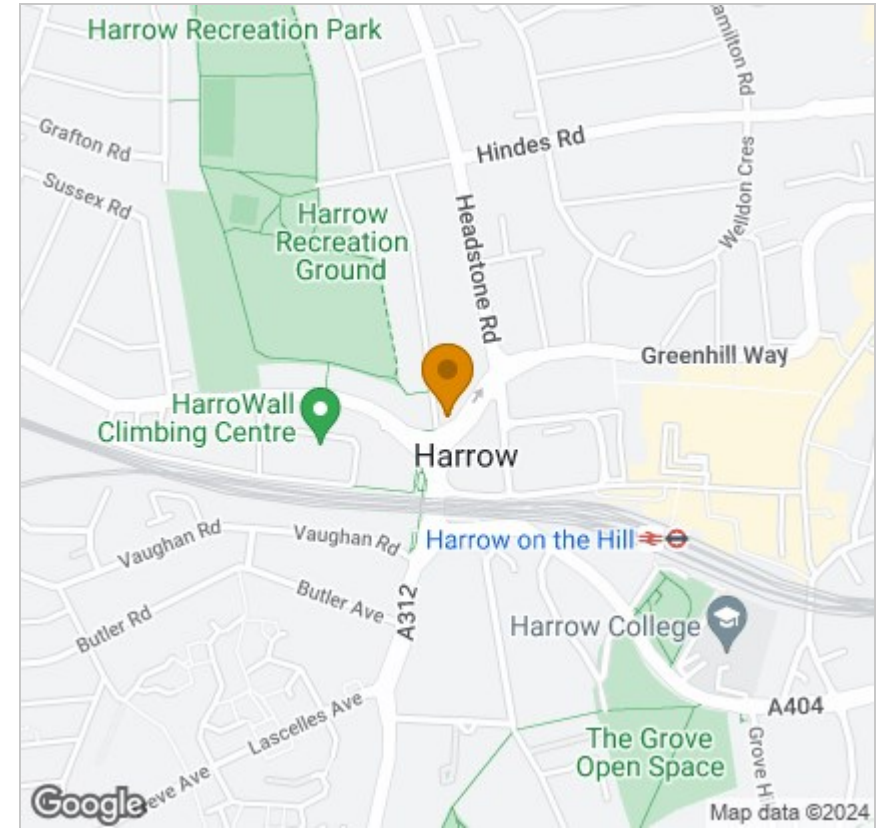 Harrow Recreation Park
Hamilton Rd
Grafton Rd
Hindes Rd
Sussex Rd
Welldon Cres
Harrow
Recreation
Ground
Headstone Rd
Greenhill Way
HarroWall
Climbing Centre
Harrow
Vaughan Rd
Vaughan Rd
Harrow on the Hill
Butler Ave
Butler Rd
A312
Harrow College
Lascelles Ave
A404
The Grove
Open Space
Grove
Ave
Google
Map data ©2024